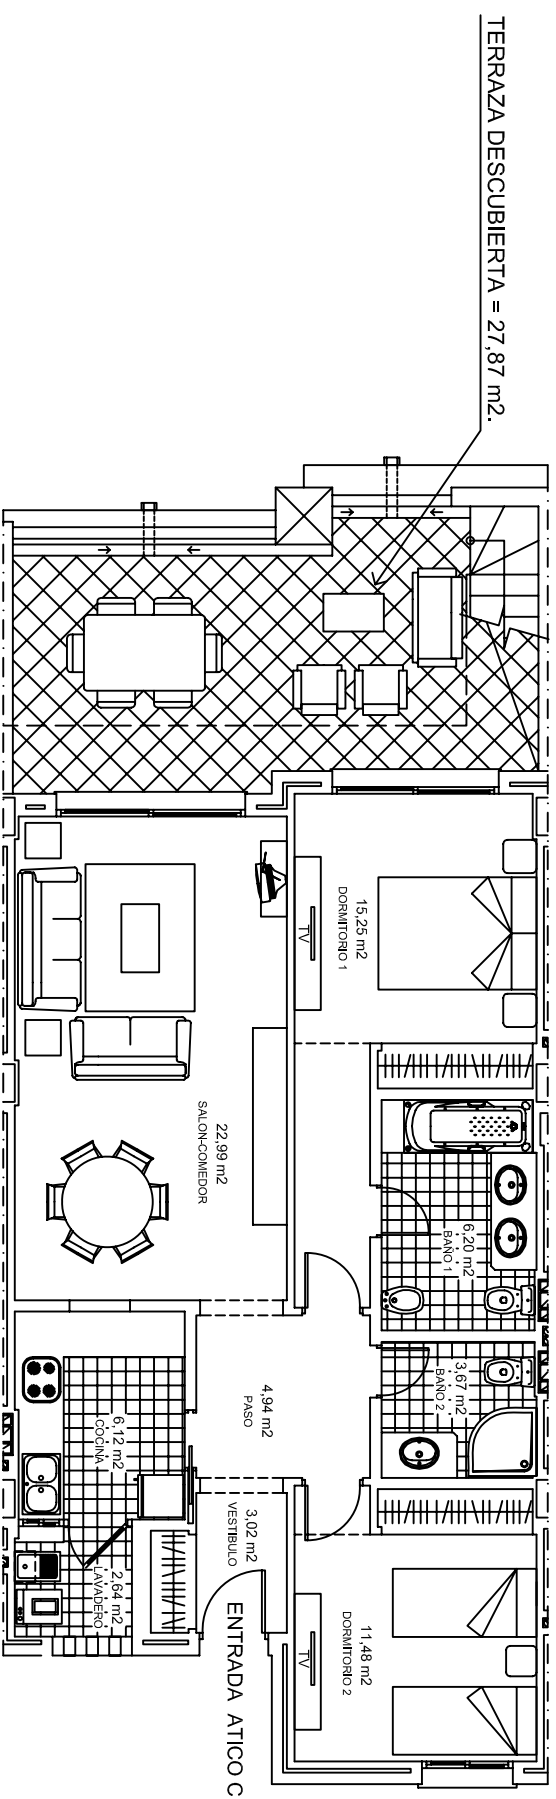 TERRAZA DESCUBIERTA = 27,87 m2.
15,25 m2
DORMITORIO 1
TV
22,99 m2
SALON-COMEDOR
6,20 m2
BAÑO 1
3,67 m2
BAÑO 2
4,94 m2
PASO
6,12 m2
COCINA
3,02 m2
VESTIBULO
2,64 m2
LAVADERO
11,48 m2
DORMITORIO 2
TV
ENTRADA ATICO C